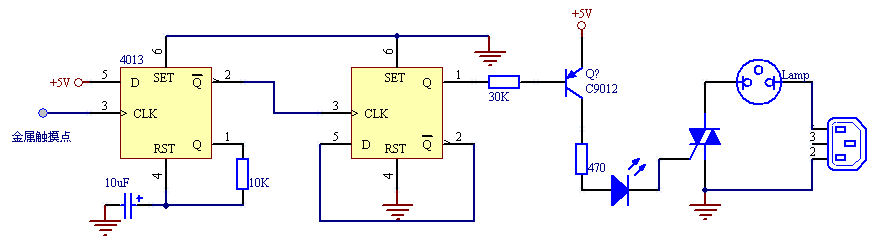 +5V
4013
6
6
5
D
SET
Q
2
SET
Q
1
30K
Q?
C9012
Lamp
+5V
3
CLK
3
CLK
金属触摸点
Q
1
5
D
Q
2
3
2
1
RST
RST
470
4
4
10uF
+
10K